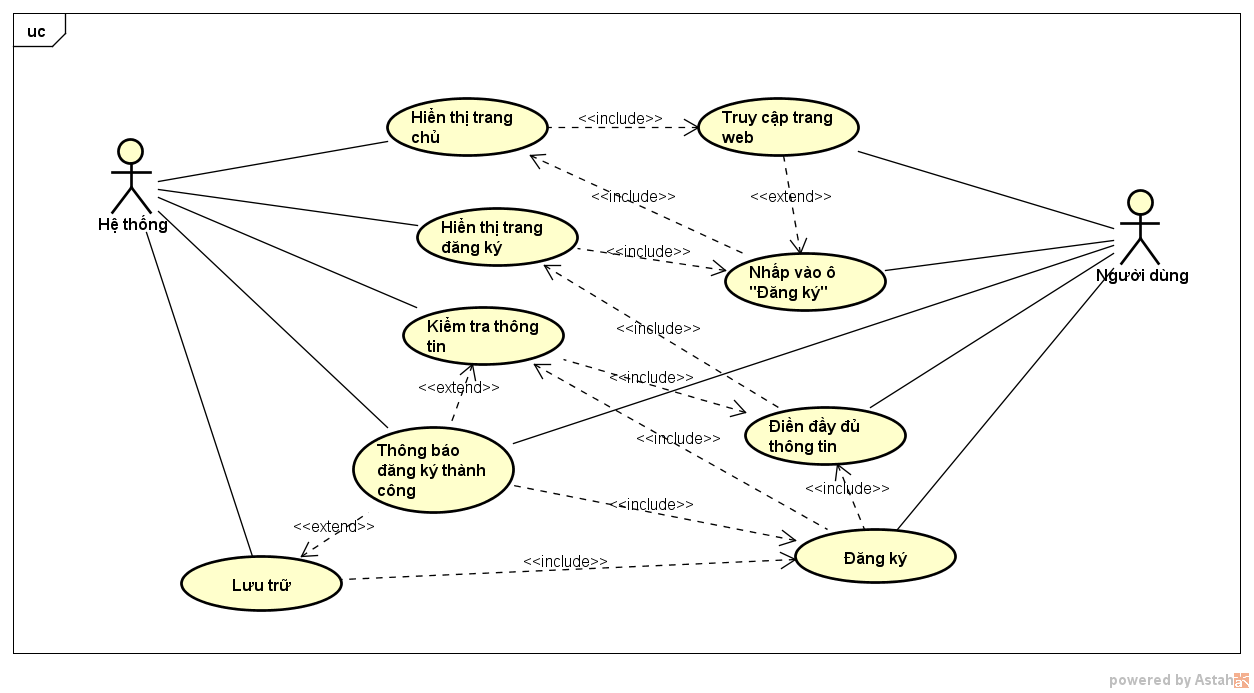 uc
Hiển thị trang
chủ
<<include>>
Truy cập trang
web
Hệ thống
<<include>>
<<extend>>
Hiển thị trang
đăng ký
<<include>>
Nhấp vào ô
"Đăng ký"
Người dùng
Kiểm tra thông
tin
<<include>>
<<include>>
<<extend>>
Điền đầy đủ
thông tin
<<include>>
Thông báo
đăng ký thành
công
<<include>>
<<include>>
<<extend>>
<<include>>
Đăng ký
Lưu trữ
powered by Astah